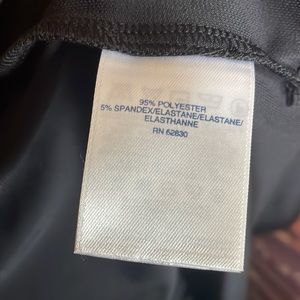 95% POLYESTER
5% SPANDEX/ELASTANE/ELASTANE/
ELASTHANNE
RN 62830